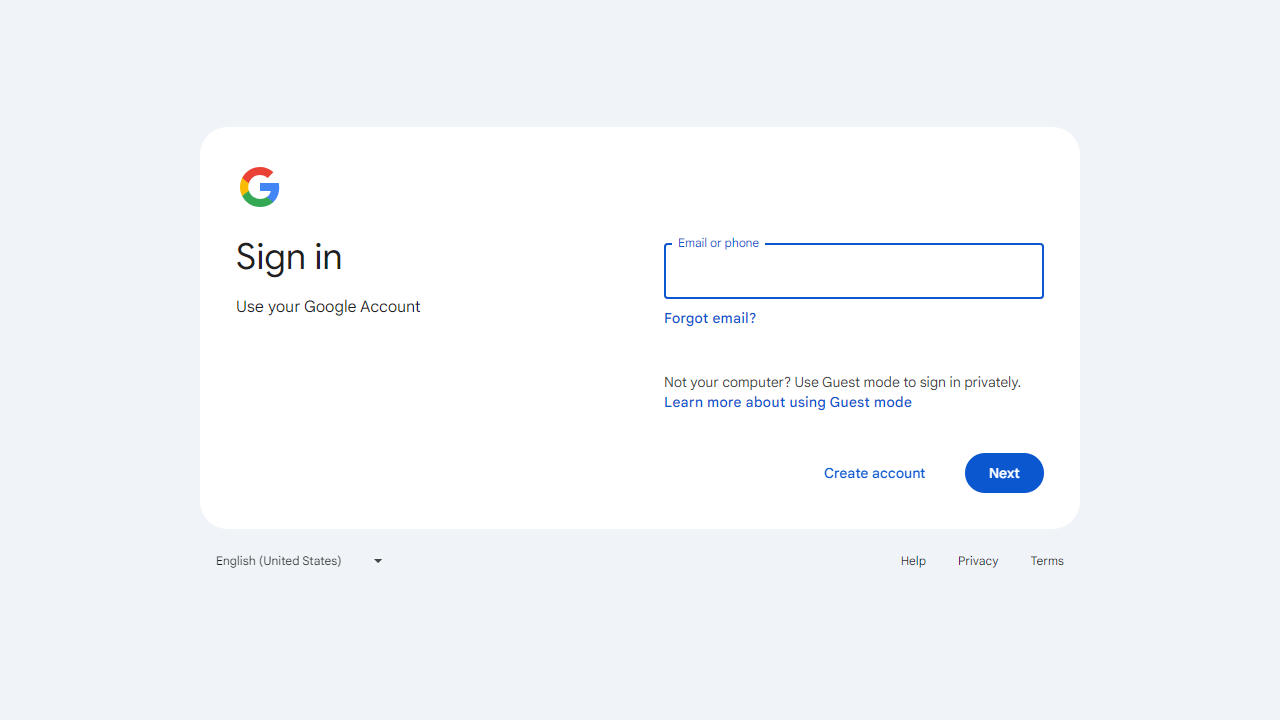 Sign in
Use your Google Account
Email or phone
Forgot email?
Not your computer? Use Guest mode to sign in privately.
Learn more about using Guest mode
Create account
Next
English (United States)
Help
Privacy
Terms